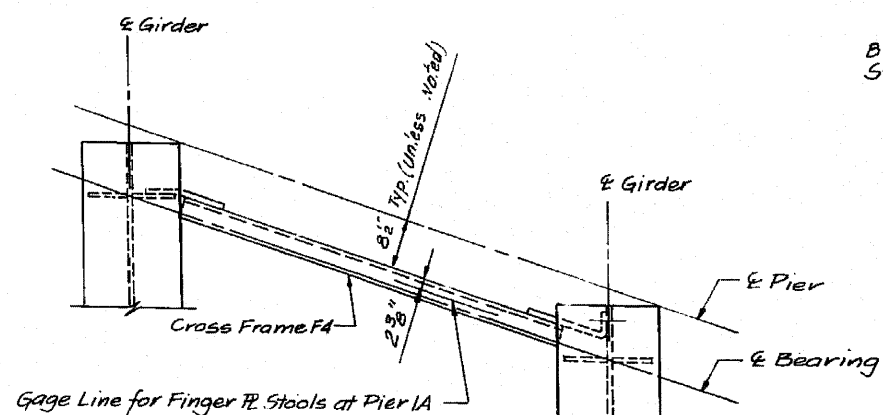 ℄ Girder
B
S
8½" Typ. (Unless Noted)
℄ Girder
℄ Pier
Cross Frame F4
2⅜"
℄ Bearing
Gage Line for Finger PL Stools at Pier 1A